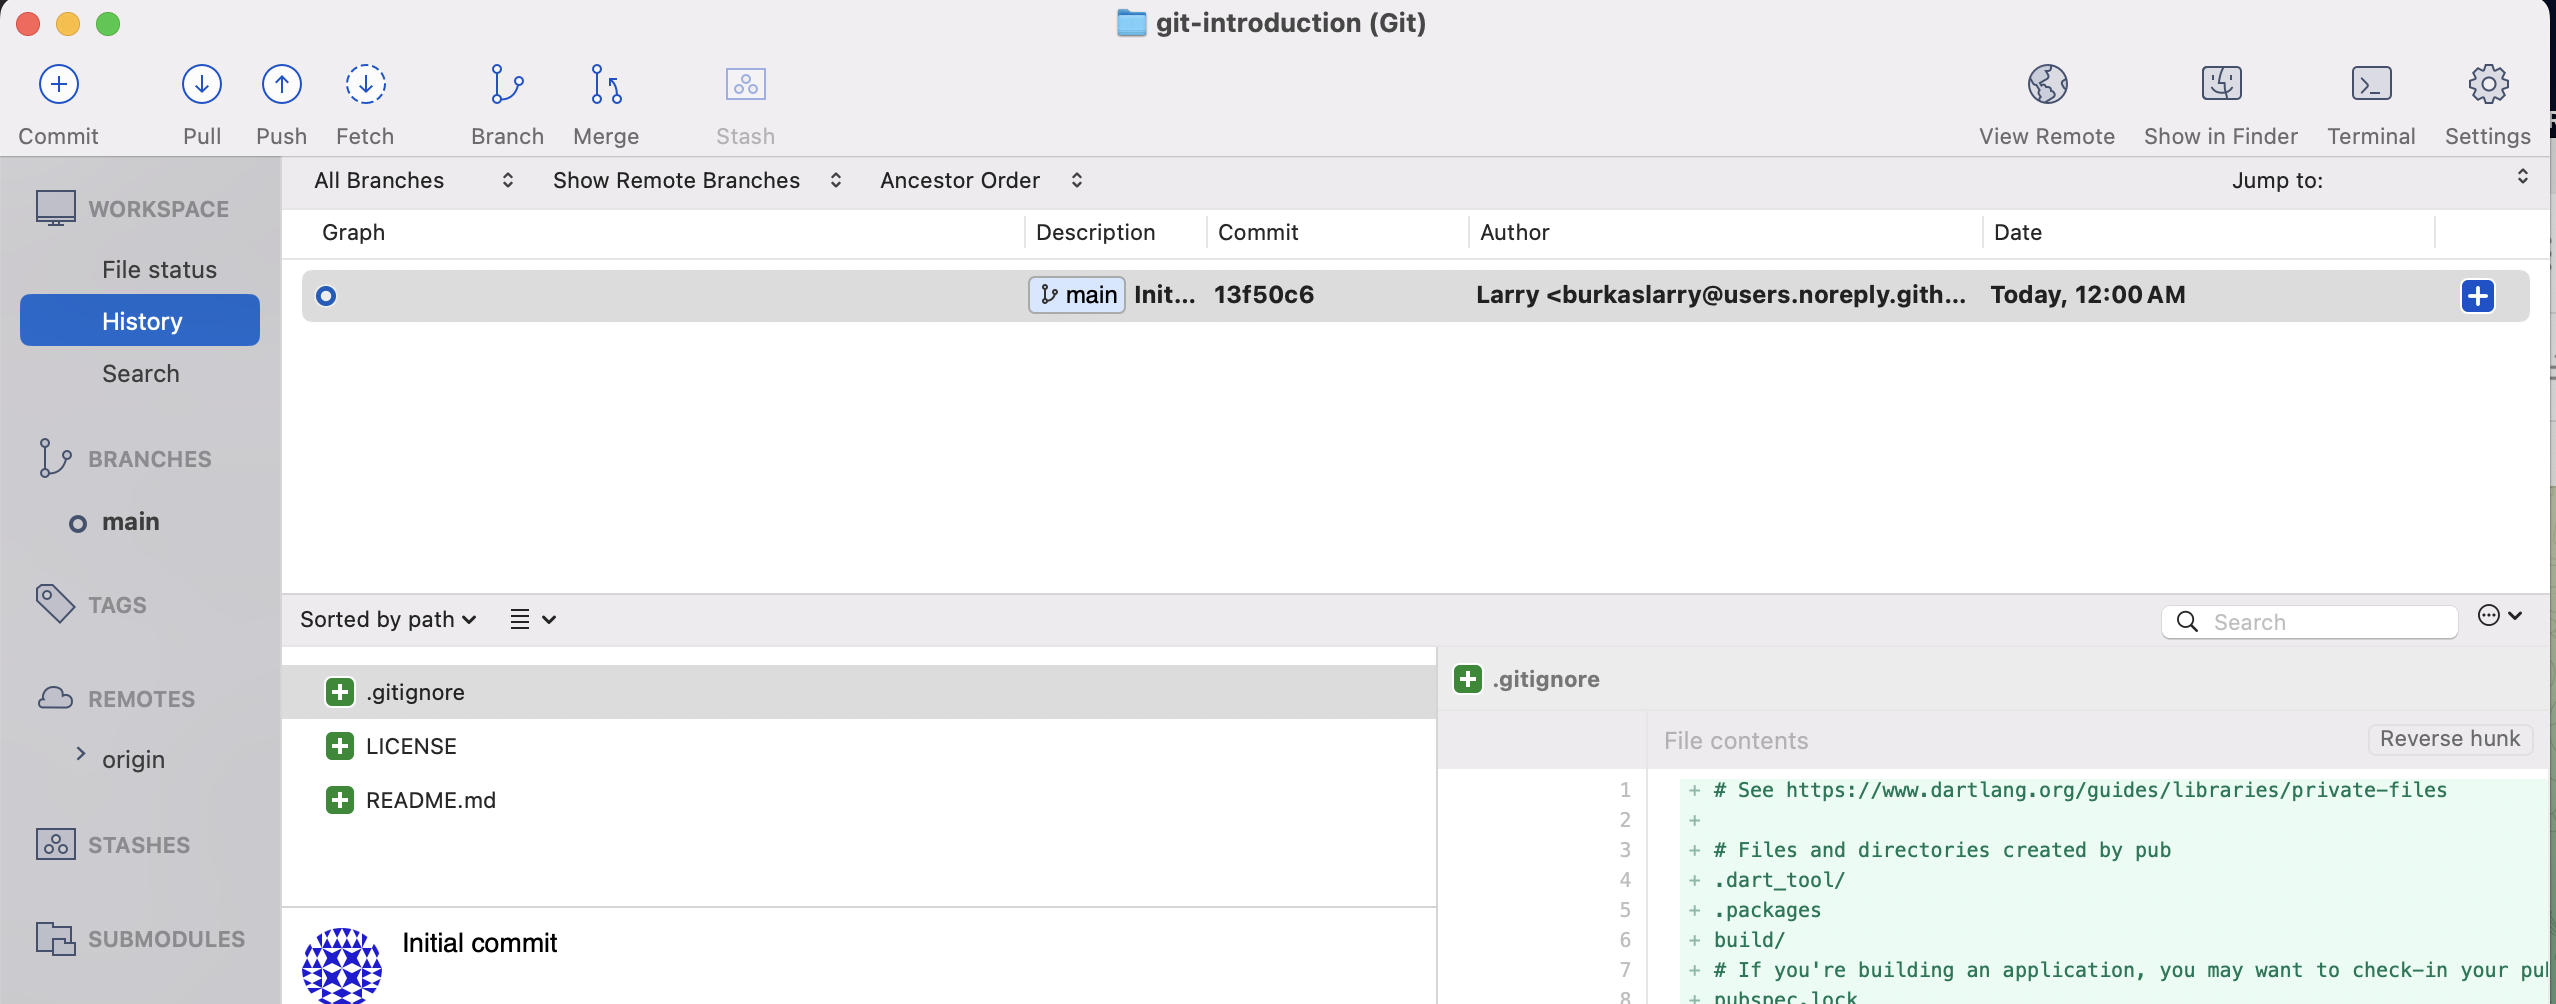 git-introduction (Git)
Commit Pull Push Fetch Branch Merge Stash View Remote Show in Finder Terminal Settings
WORKSPACE
File status
History
Search
BRANCHES
main
TAGS
REMOTES
origin
STASHES
SUBMODULES
All Branches Show Remote Branches Ancestor Order Jump to:
Graph Description Commit Author Date
main Init... 13f50c6 Larry <burkaslarry@users.noreply.gith... Today, 12:00 AM
Sorted by path Search
.gitignore
LICENSE
README.md
Initial commit
.gitignore
File contents Reverse hunk
1 + # See https://www.dartlang.org/guides/libraries/private-files
2 +
3 + # Files and directories created by pub
4 + .dart_tool/
5 + .packages
6 + build/
7 + # If you're building an application, you may want to check-in your pu
8 + pubspec.lock